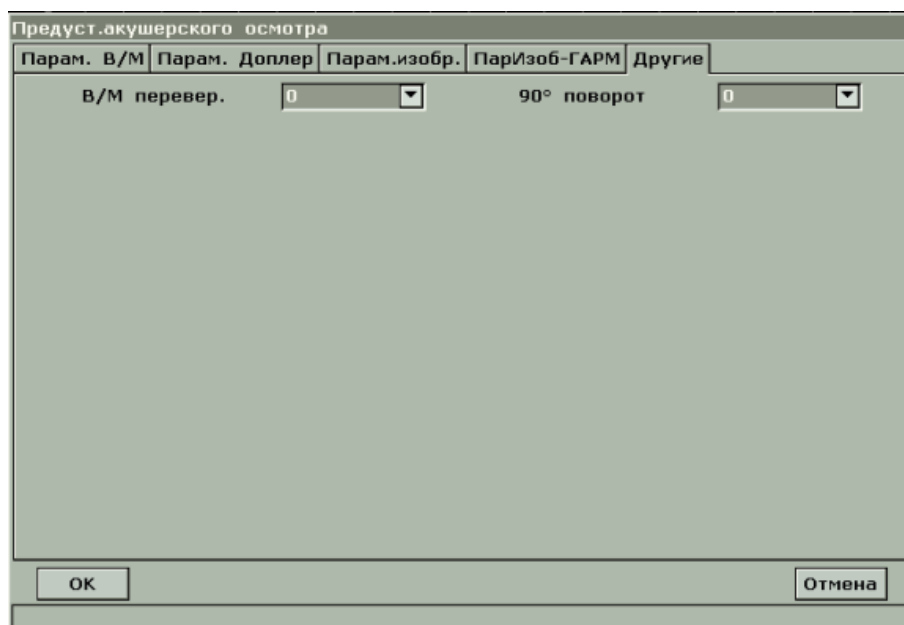 Предуст.акушерского осмотра
Парам. В/М Парам. Доплер Парам.изобр. ПарИзоб-ГАРМ Другие
В/М перевер. 0 90° поворот 0
OK Отмена